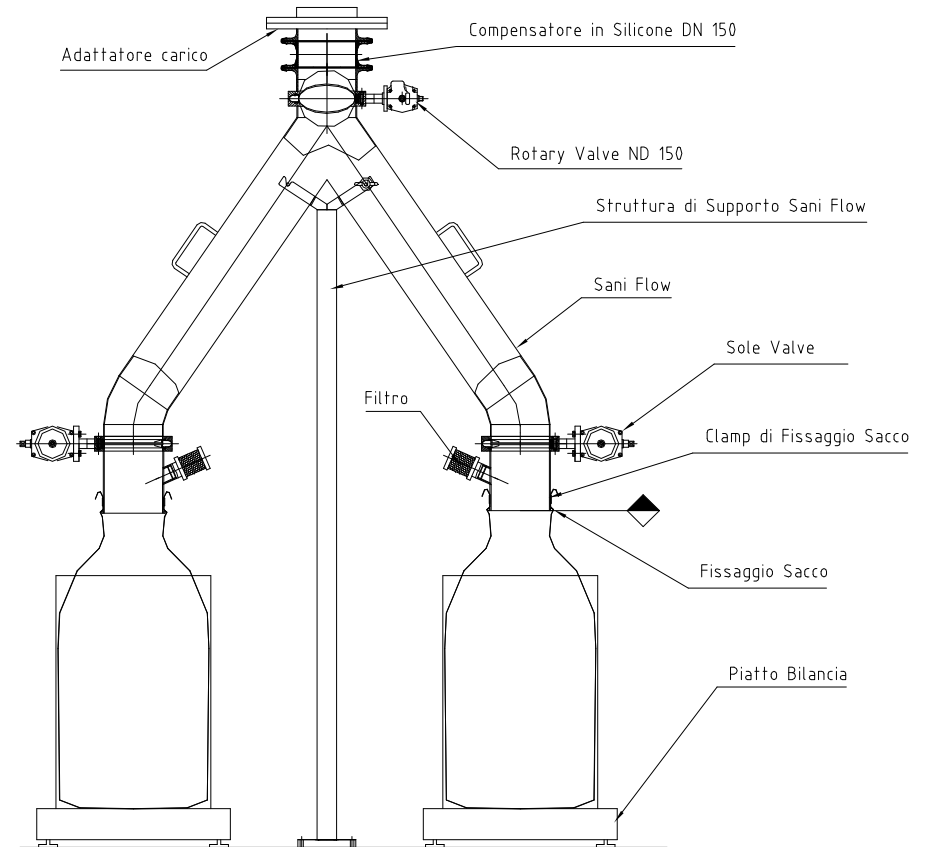 Compensatore in Silicone DN 150
Adattatore carico
Rotary Valve ND 150
Struttura di Supporto Sani Flow
Sani Flow
Sole Valve
Filtro
Clamp di Fissaggio Sacco
Fissaggio Sacco
Piatto Bilancia